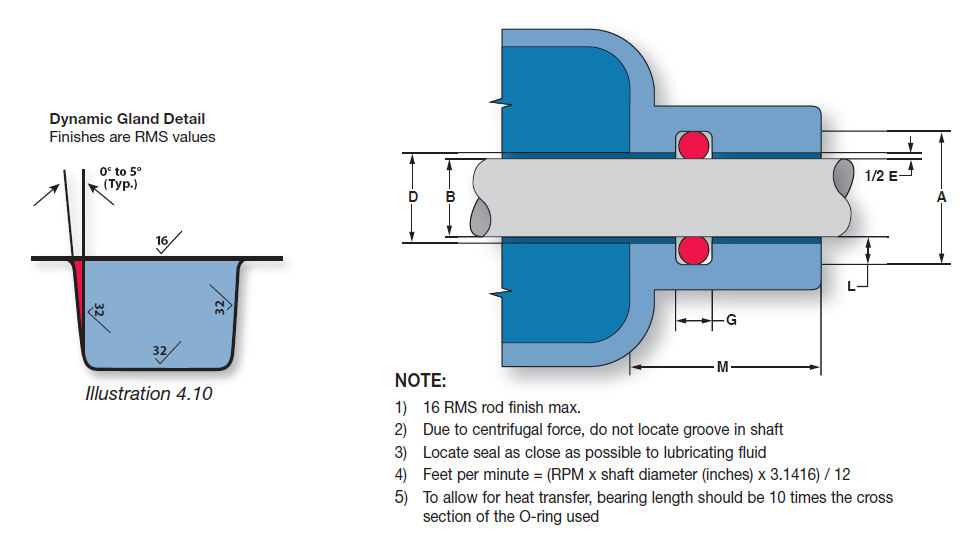 Dynamic Gland Detail
Finishes are RMS values
0° to 5°
(Typ.)
16
32
32
32
Illustration 4.10
D
B
1/2 E
A
L
G
M
NOTE:
1) 16 RMS rod finish max.
2) Due to centrifugal force, do not locate groove in shaft
3) Locate seal as close as possible to lubricating fluid
4) Feet per minute = (RPM x shaft diameter (inches) x 3.1416) / 12
5) To allow for heat transfer, bearing length should be 10 times the cross
section of the O-ring used